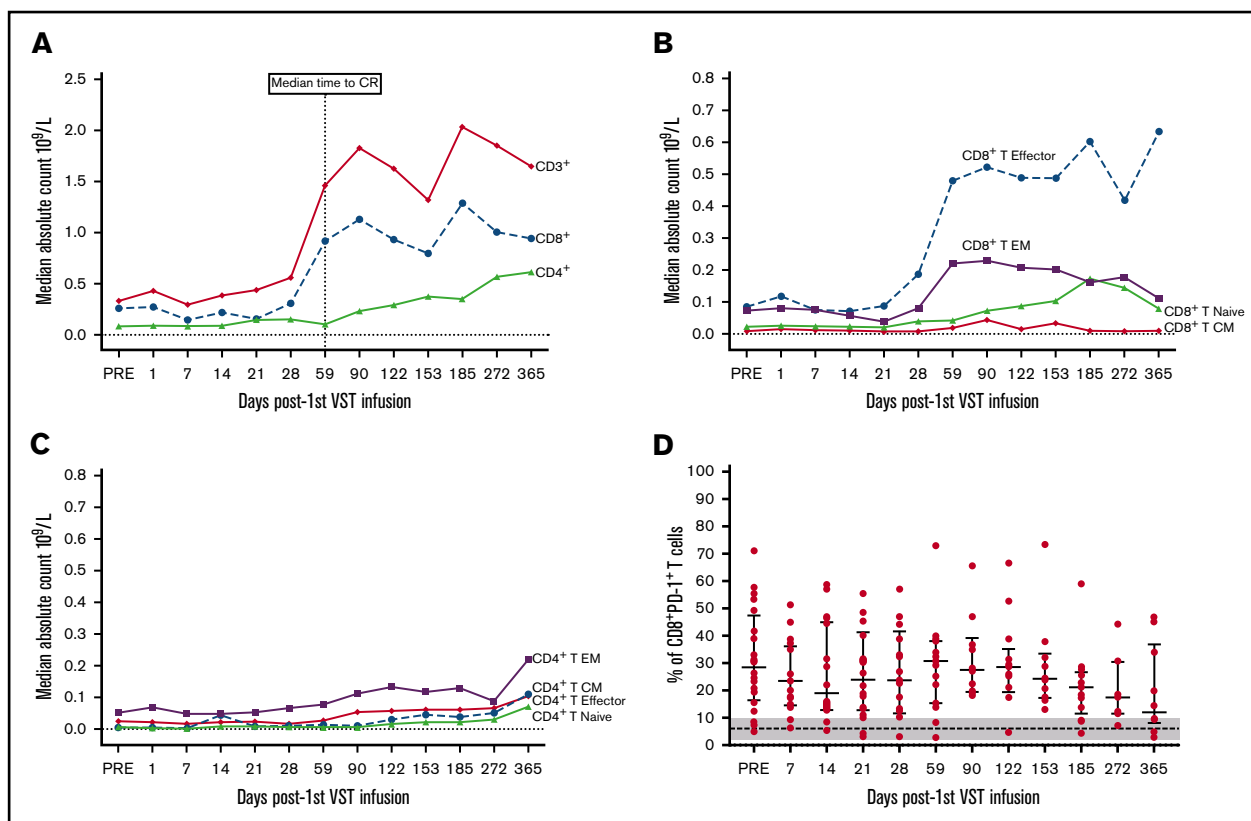 A
Median absolute count 10⁹/L
2.5
2.0
1.5
1.0
0.5
0.0
Median time to CR
CD3⁺
CD8⁺
CD4⁺
PRE 1 7 14 21 28 59 90 122 153 185 272 365
Days post-1st VST infusion
B
Median absolute count 10⁹/L
0.8
0.7
0.6
0.5
0.4
0.3
0.2
0.1
0.0
CD8⁺ T Effector
CD8⁺ T EM
CD8⁺ T Naive
CD8⁺ T CM
PRE 1 7 14 21 28 59 90 122 153 185 272 365
Days post-1st VST infusion
C
Median absolute count 10⁹/L
0.8
0.7
0.6
0.5
0.4
0.3
0.2
0.1
0.0
CD4⁺ T EM
CD4⁺ T CM
CD4⁺ T Effector
CD4⁺ T Naive
PRE 1 7 14 21 28 59 90 122 153 185 272 365
Days post-1st VST infusion
D
% of CD8⁺PD-1⁺ T cells
100
90
80
70
60
50
40
30
20
10
0
PRE 7 14 21 28 59 90 122 153 185 272 365
Days post-1st VST infusion